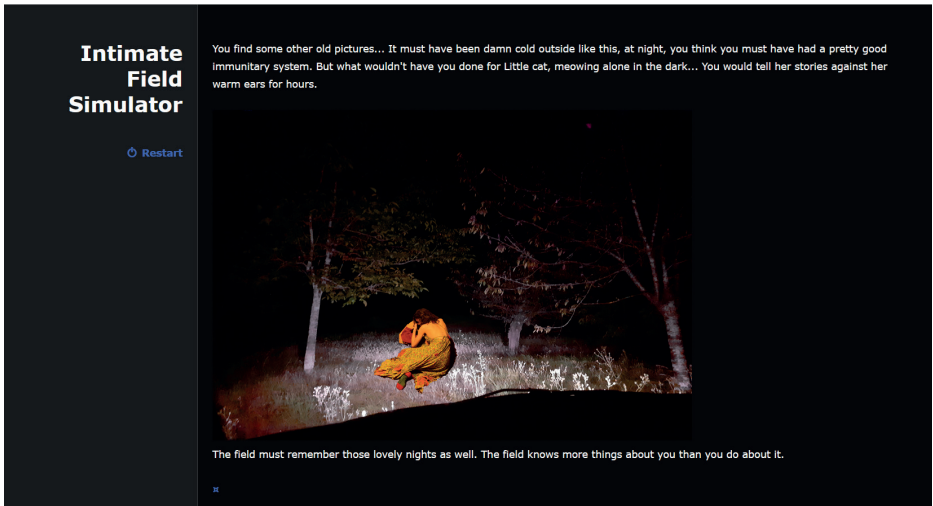 Intimate
Field
Simulator
Restart
You find some other old pictures... It must have been damn cold outside like this, at night, you think you must have had a pretty good
immunitary system. But what wouldn't have you done for Little cat, meowing alone in the dark... You would tell her stories against her
warm ears for hours.
The field must remember those lovely nights as well. The field knows more things about you than you do about it.